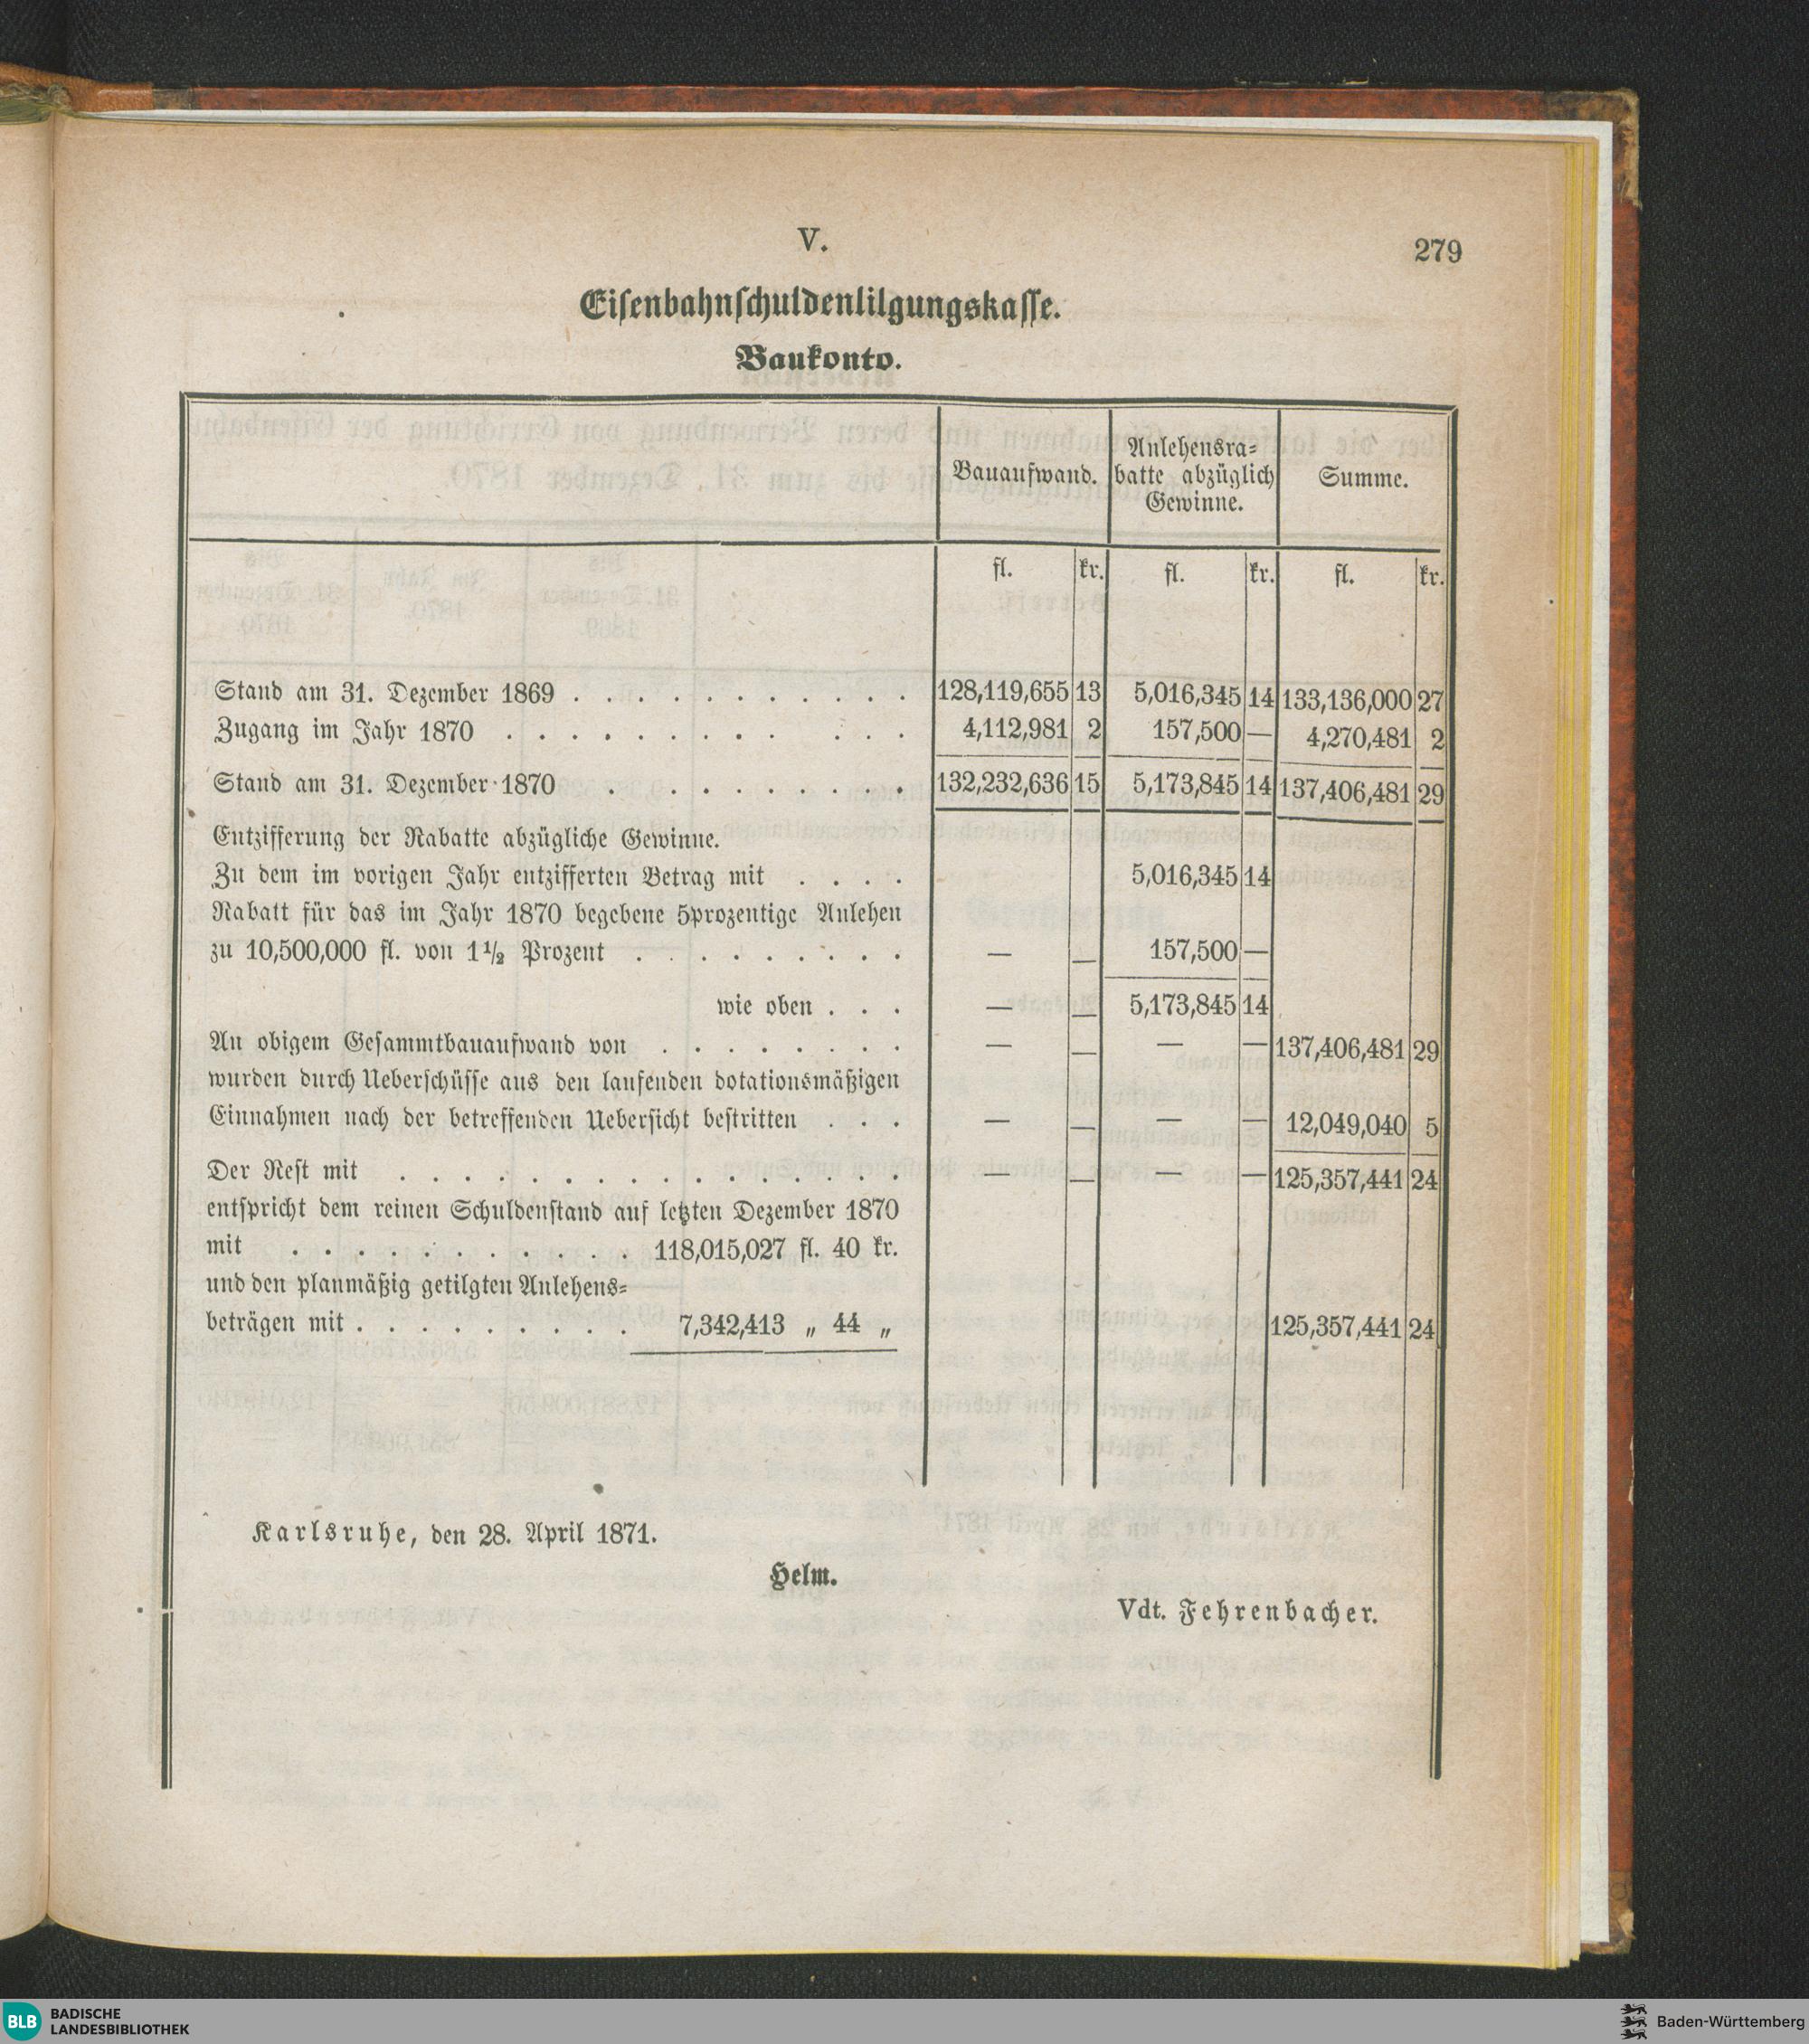 V.
279
Eisenbahnschuldenlilgungskasse.
Baukonto.
Bauaufwand.
Anlehensra-
batte abzüglich
Gewinne.
Summe.
fl. kr. fl. kr. fl. kr.
Stand am 31. Dezember 1869 . . . . . . . . . . . 128,119,655 13 5,016,345 14 133,136,000 27
Zugang im Jahr 1870 . . . . . . . . . . . . 4,112,981 2 157,500 — 4,270,481 2
Stand am 31. Dezember 1870 . . . . . . . . . 132,232,636 15 5,173,845 14 137,406,481 29
Entzifferung der Rabatte abzügliche Gewinne.
Zu dem im vorigen Jahr entzifferten Betrag mit . . . . 5,016,345 14
Rabatt für das im Jahr 1870 begebene 5prozentige Anlehen
zu 10,500,000 fl. von 1½ Prozent . . . . . . . . . — — 157,500 —
wie oben . . . — — 5,173,845 14
An obigem Gesammtbauaufwand von . . . . . . . . — — — — 137,406,481 29
wurden durch Ueberschüsse aus den laufenden dotationsmäßigen
Einnahmen nach der betreffenden Uebersicht bestritten . . . — — — — 12,049,040 5
Der Rest mit . . . . . . . . . . . . . . . . — — — — 125,357,441 24
entspricht dem reinen Schuldenstand auf letzten Dezember 1870
mit . . . . . . . . . . . 118,015,027 fl. 40 kr.
und den planmäßig getilgten Anlehens-
beträgen mit . . . . . . . . . 7,342,413 „ 44 „ 125,357,441 24
Karlsruhe, den 28. April 1871.
Helm.
Vdt. Fehrenbacher.
BLB BADISCHE
LANDESBIBLIOTHEK
Baden-Württemberg